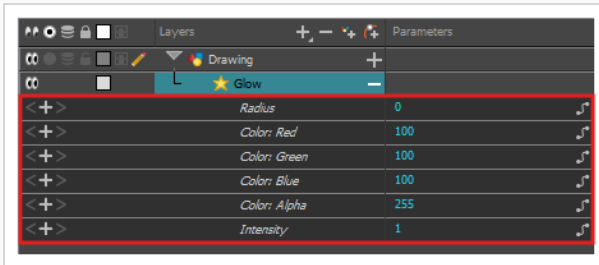 Layers Parameters
Drawing
Glow
Radius 0
Color: Red 100
Color: Green 100
Color: Blue 100
Color: Alpha 255
Intensity 1